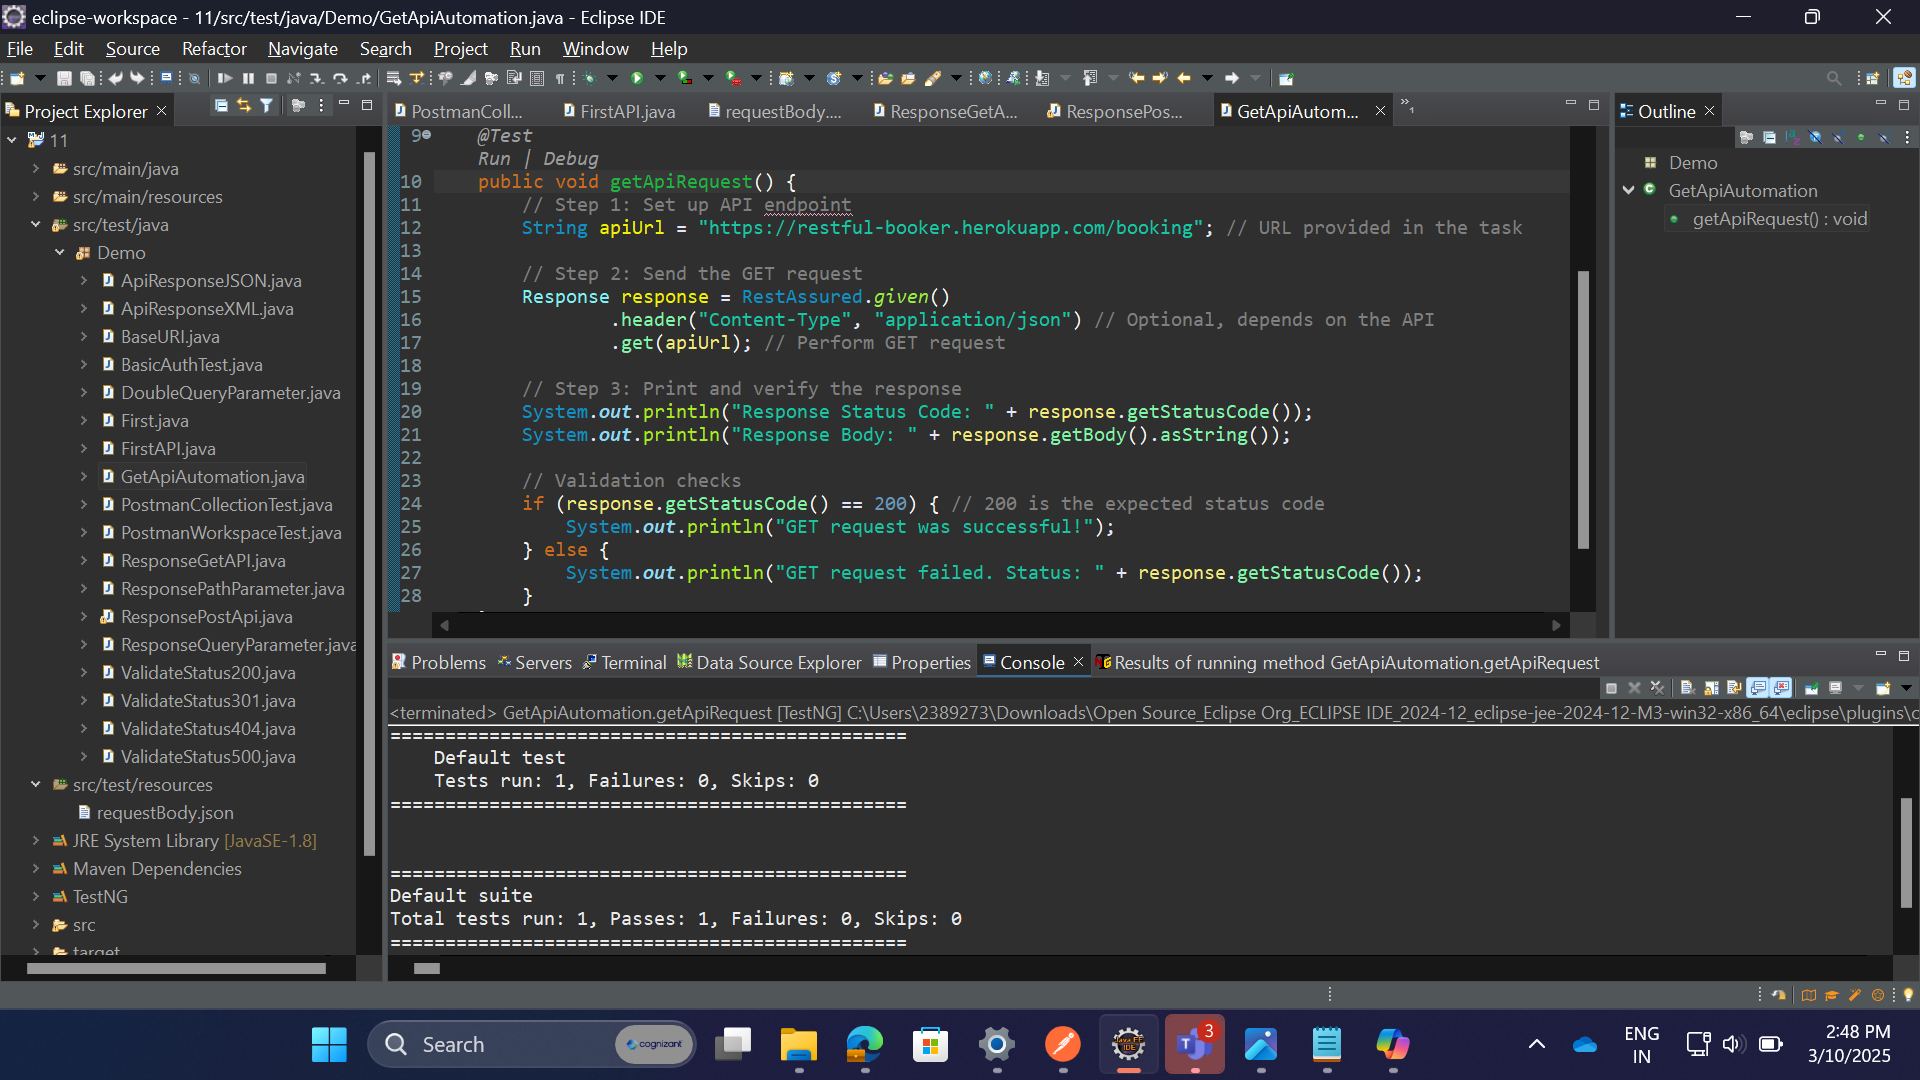 eclipse-workspace - 11/src/test/java/Demo/GetApiAutomation.java - Eclipse IDE
File Edit Source Refactor Navigate Search Project Run Window Help
Project Explorer
11
src/main/java
src/main/resources
src/test/java
Demo
ApiResponseJSON.java
ApiResponseXML.java
BaseURI.java
BasicAuthTest.java
DoubleQueryParameter.java
First.java
FirstAPI.java
GetApiAutomation.java
PostmanCollectionTest.java
PostmanWorkspaceTest.java
ResponseGetAPI.java
ResponsePathParameter.java
ResponsePostApi.java
ResponseQueryParameter.java
ValidateStatus200.java
ValidateStatus301.java
ValidateStatus404.java
ValidateStatus500.java
src/test/resources
requestBody.json
JRE System Library [JavaSE-1.8]
Maven Dependencies
TestNG
src
target
PostmanColl... FirstAPI.java requestBody.... ResponseGetA... ResponsePos... GetApiAutom... »1
9 @Test
Run | Debug
10 public void getApiRequest() {
11 // Step 1: Set up API endpoint
12 String apiUrl = "https://restful-booker.herokuapp.com/booking"; // URL provided in the task
13
14 // Step 2: Send the GET request
15 Response response = RestAssured.given()
16 .header("Content-Type", "application/json") // Optional, depends on the API
17 .get(apiUrl); // Perform GET request
18
19 // Step 3: Print and verify the response
20 System.out.println("Response Status Code: " + response.getStatusCode());
21 System.out.println("Response Body: " + response.getBody().asString());
22
23 // Validation checks
24 if (response.getStatusCode() == 200) { // 200 is the expected status code
25 System.out.println("GET request was successful!");
26 } else {
27 System.out.println("GET request failed. Status: " + response.getStatusCode());
28 }
Outline
Demo
GetApiAutomation
getApiRequest() : void
Problems Servers Terminal Data Source Explorer Properties Console Results of running method GetApiAutomation.getApiRequest
<terminated> GetApiAutomation.getApiRequest [TestNG] C:\Users\2389273\Downloads\Open Source_Eclipse Org_ECLIPSE IDE_2024-12_eclipse-jee-2024-12-M3-win32-x86_64\eclipse\plugins\
===============================================
Default test
Tests run: 1, Failures: 0, Skips: 0
===============================================
===============================================
Default suite
Total tests run: 1, Passes: 1, Failures: 0, Skips: 0
===============================================
Search
cognizant
3
ENG
IN
2:48 PM
3/10/2025